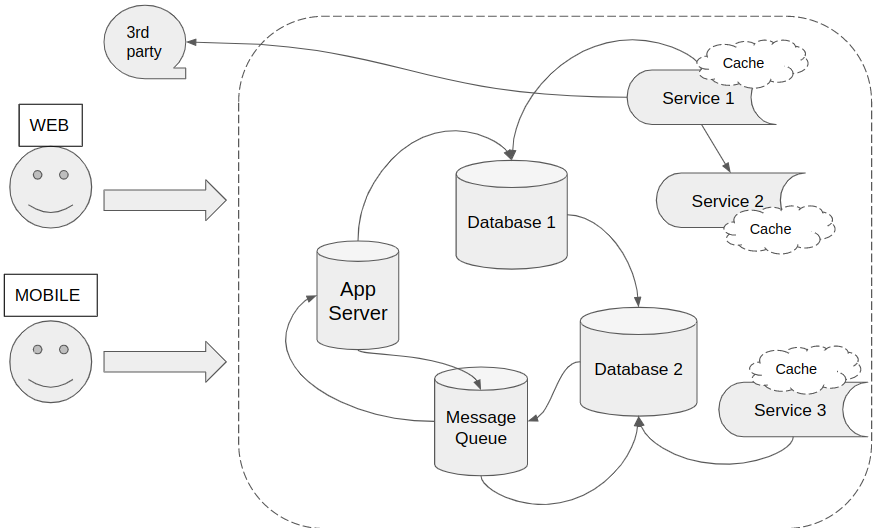 3rd
party
Cache
Service 1
WEB
Service 2
Cache
Database 1
MOBILE
App
Server
Database 2
Cache
Service 3
Message
Queue